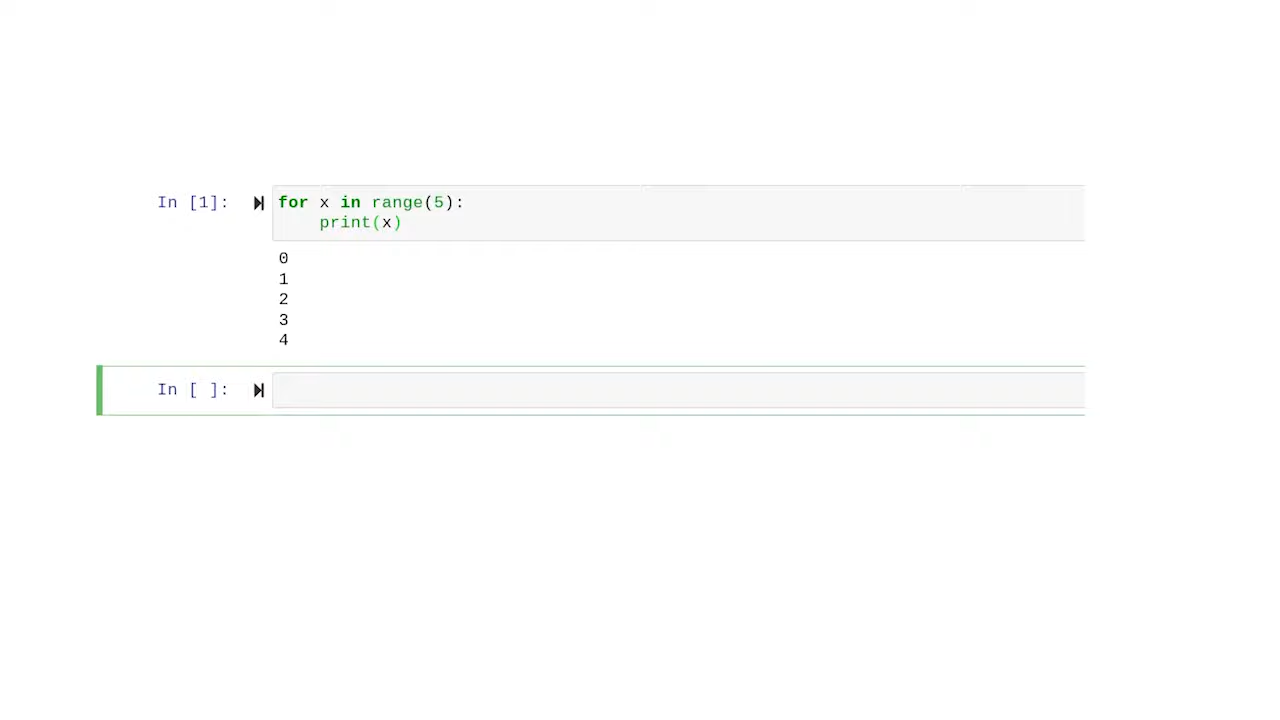 In [1]: for x in range(5):
    print(x)
0
1
2
3
4
In [ ]: